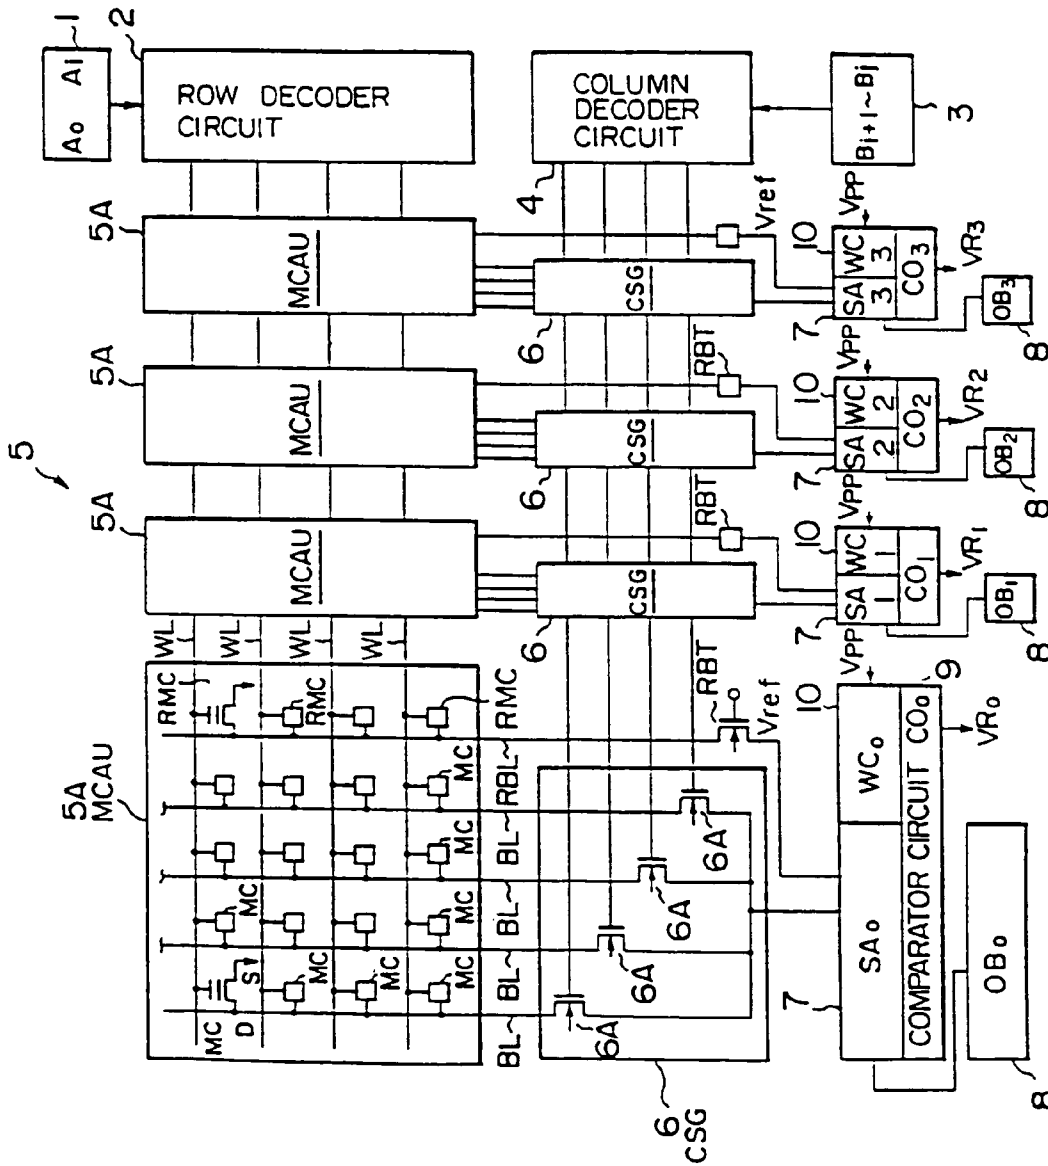 A0 A1
1
2
ROW DECODER
CIRCUIT
COLUMN
DECODER
CIRCUIT
4
Bi+1~Bj
3
5
5A
MCAU
5A
MCAU
5A
MCAU
5A
MCAU
WL
WL
WL
WL
RMC
RMC
RMC
MC
MC
MC
MC
MC
MC
MC
D
S
BL
BL
BL
BL
RBL
RBT
Vref
RBT
RBT
Vref
CSG
6
CSG
6
CSG
6
6A
6A
6A
6A
6
CSG
7
SA0
10
WC0
VPP
COMPARATOR CIRCUIT CO0
9
VR0
OB0
8
7
SA
1
10
WC
1
VPP
CO1
VR1
OB1
8
7
SA
2
10
WC
2
VPP
CO2
VR2
OB2
8
7
SA
3
10
WC
3
VPP
CO3
VR3
OB3
8